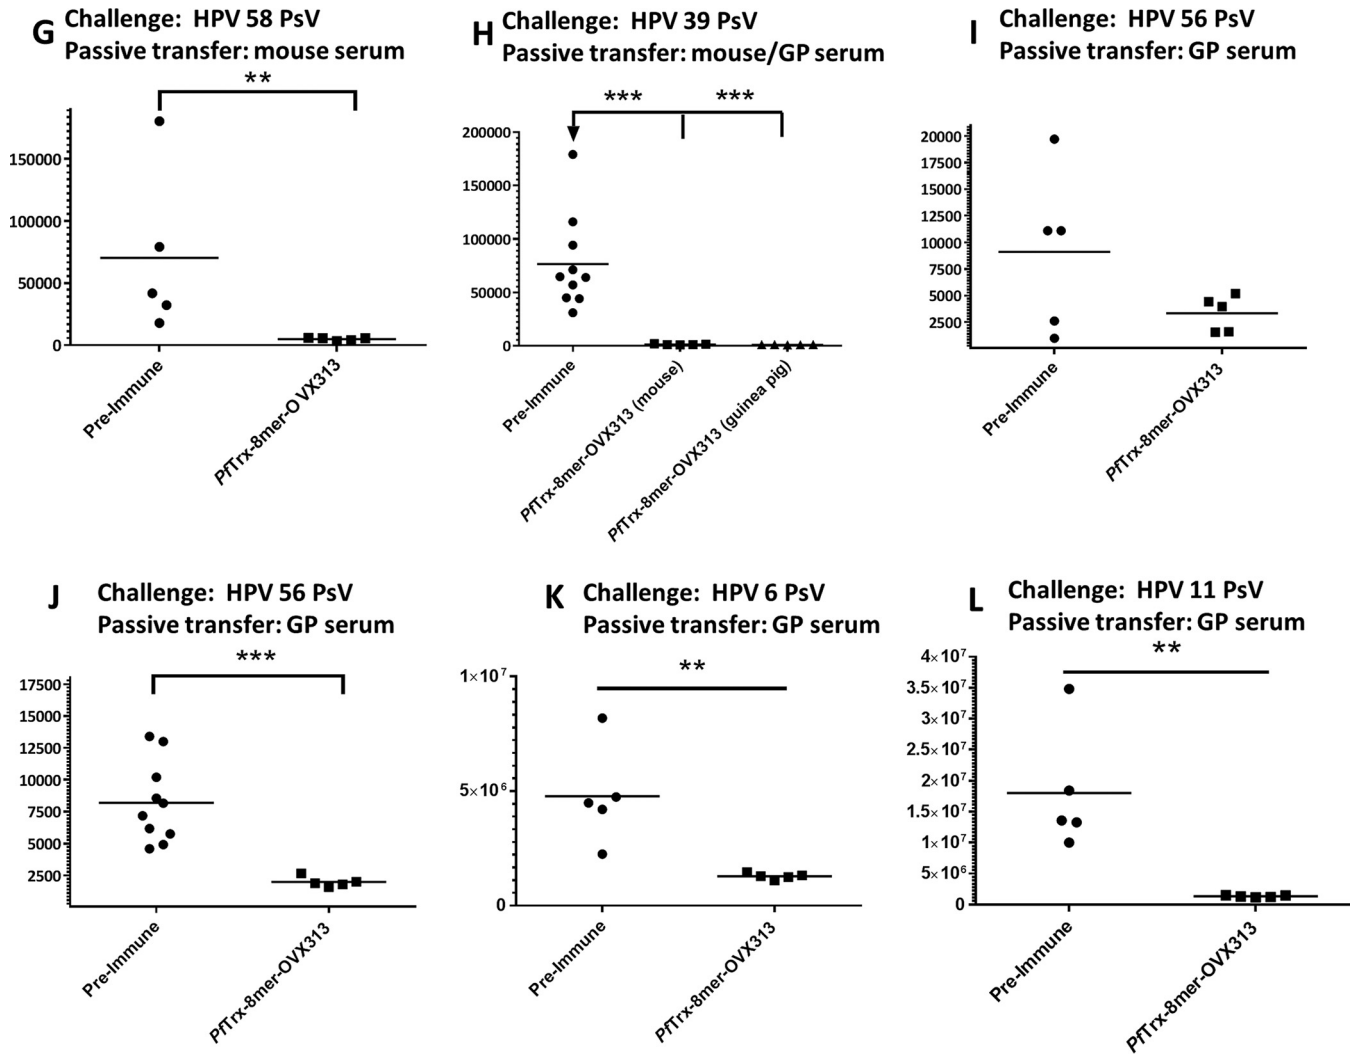 G Challenge: HPV 58 PsV
Passive transfer: mouse serum
**
150000
100000
50000
0
Pre-Immune
PfTrx-8mer-O VX313
H Challenge: HPV 39 PsV
Passive transfer: mouse/GP serum
*** ***
200000
150000
100000
50000
0
Pre-Immune
PfTrx-8mer-OVX313 (mouse)
PfTrx-8mer-OVX313 (guinea pig)
I Challenge: HPV 56 PsV
Passive transfer: GP serum
20000
17500
15000
12500
10000
7500
5000
2500
Pre-Immune
PfTrx-8mer-OVX313
J Challenge: HPV 56 PsV
Passive transfer: GP serum
***
17500
15000
12500
10000
7500
5000
2500
Pre-Immune
PfTrx-8mer-OVX313
K Challenge: HPV 6 PsV
Passive transfer: GP serum
**
1×10⁷
5×10⁶
0
Pre-Immune
PfTrx-8mer-OVX313
L Challenge: HPV 11 PsV
Passive transfer: GP serum
**
4×10⁷
3.5×10⁷
3×10⁷
2.5×10⁷
2×10⁷
1.5×10⁷
1×10⁷
5×10⁶
0
Pre-Immune
PfTrx-8mer-OVX313